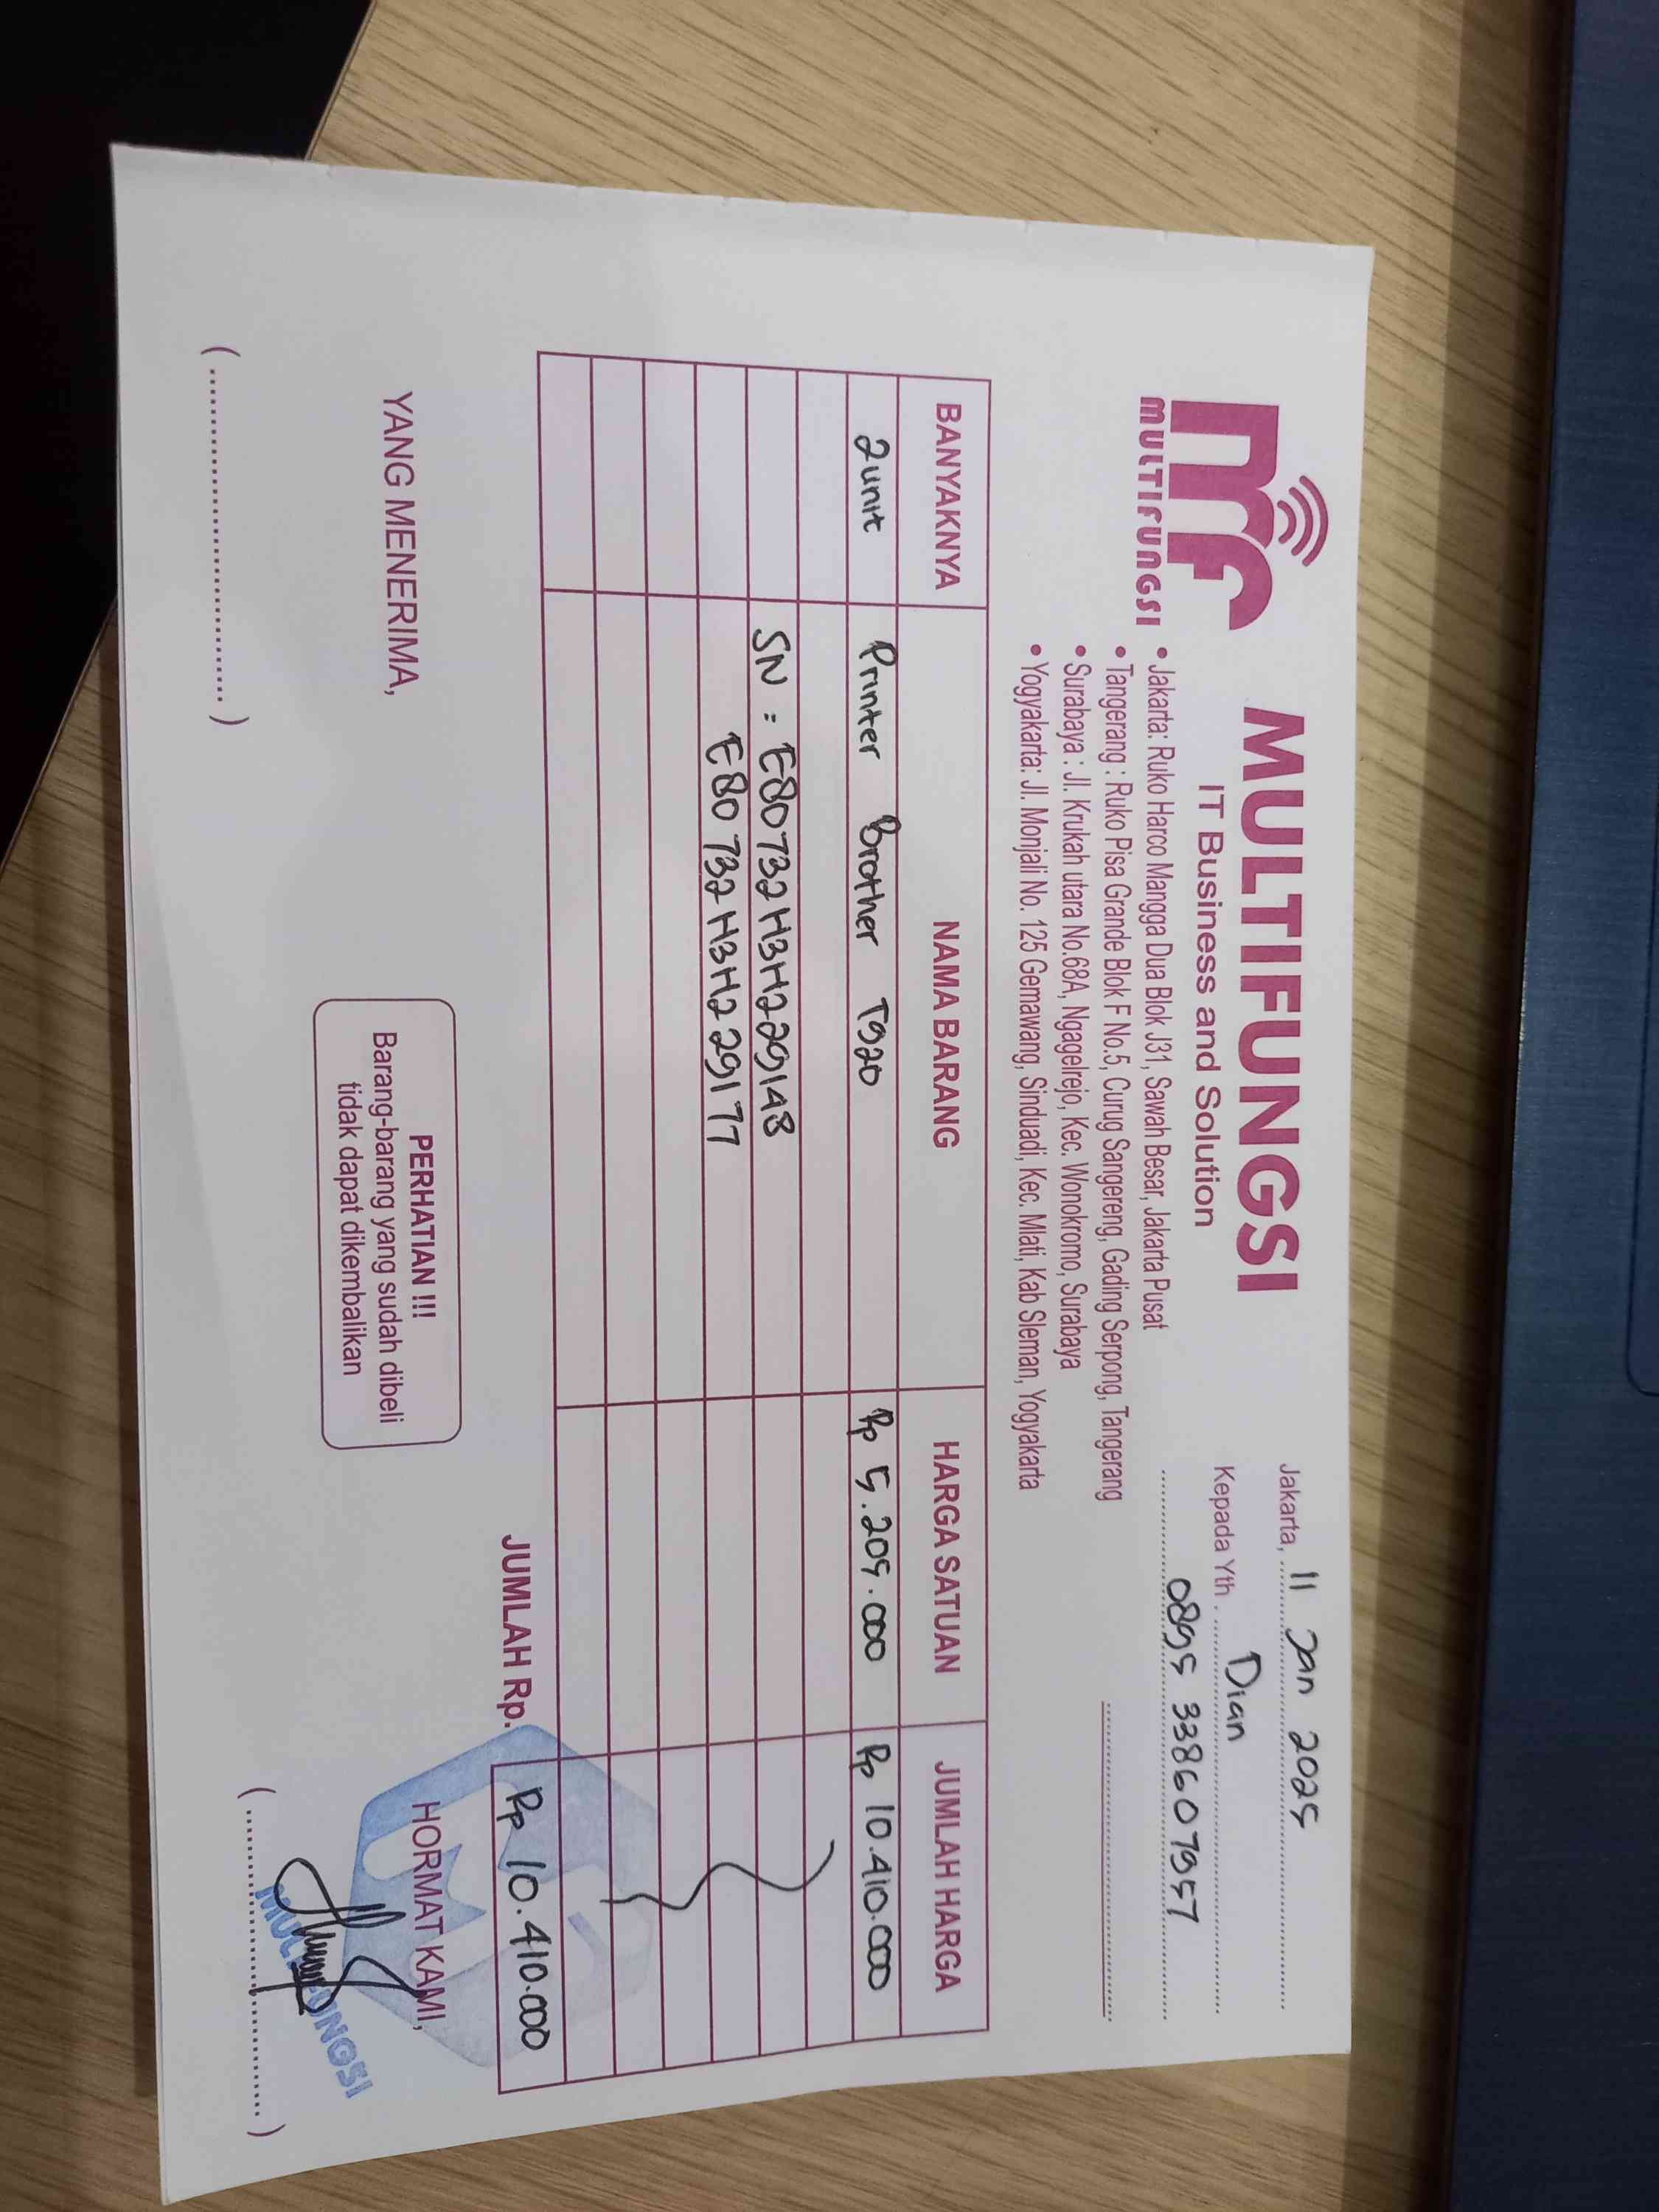 MULTIFUNGSI
MULTIFUNGSI
IT Business and Solution
• Jakarta: Ruko Harco Mangga Dua Blok J31, Sawah Besar, Jakarta Pusat
• Tangerang : Ruko Pisa Grande Blok F No.5, Curug Sangereng, Gading Serpong, Tangerang
• Surabaya : Jl. Krukah utara No.68A, Ngagelrejo, Kec. Wonokromo, Surabaya
• Yogyakarta: Jl. Monjali No. 125 Gemawang, Sinduadi, Kec. Mlati, Kab Sleman, Yogyakarta
Jakarta, 11 Jan 2025
Kepada Yth. Dian
0895 338607957
BANYAKNYA NAMA BARANG HARGA SATUAN JUMLAH HARGA
2unit Printer Brother T920 Rp 5.205.000 Rp 10.410.000
SN : E80732H3H229148
E80732H3H229177
JUMLAH Rp. Rp 10.410.000
YANG MENERIMA,
PERHATIAN !!!
Barang-barang yang sudah dibeli
tidak dapat dikembalikan
HORMAT KAMI,
MULTIFUNGSI